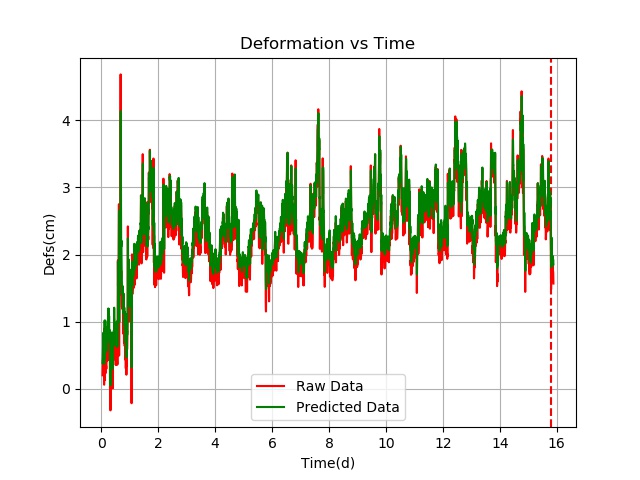 Deformation vs Time
Defs(cm)
4
3
2
1
0
Raw Data
Predicted Data
0 2 4 6 8 10 12 14 16
Time(d)